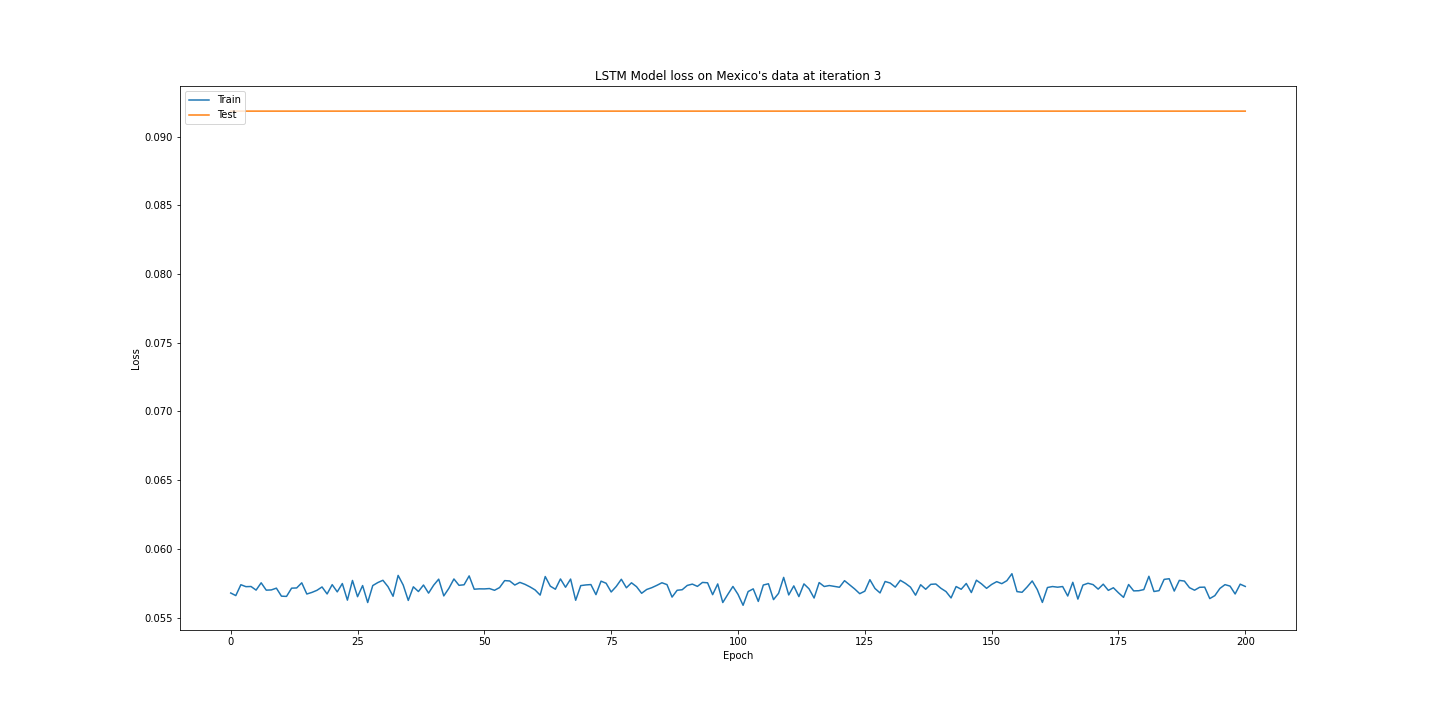 LSTM Model loss on Mexico's data at iteration 3
Train
Test
0.090
0.085
0.080
0.075
0.070
0.065
0.060
0.055
Loss
0 25 50 75 100 125 150 175 200
Epoch